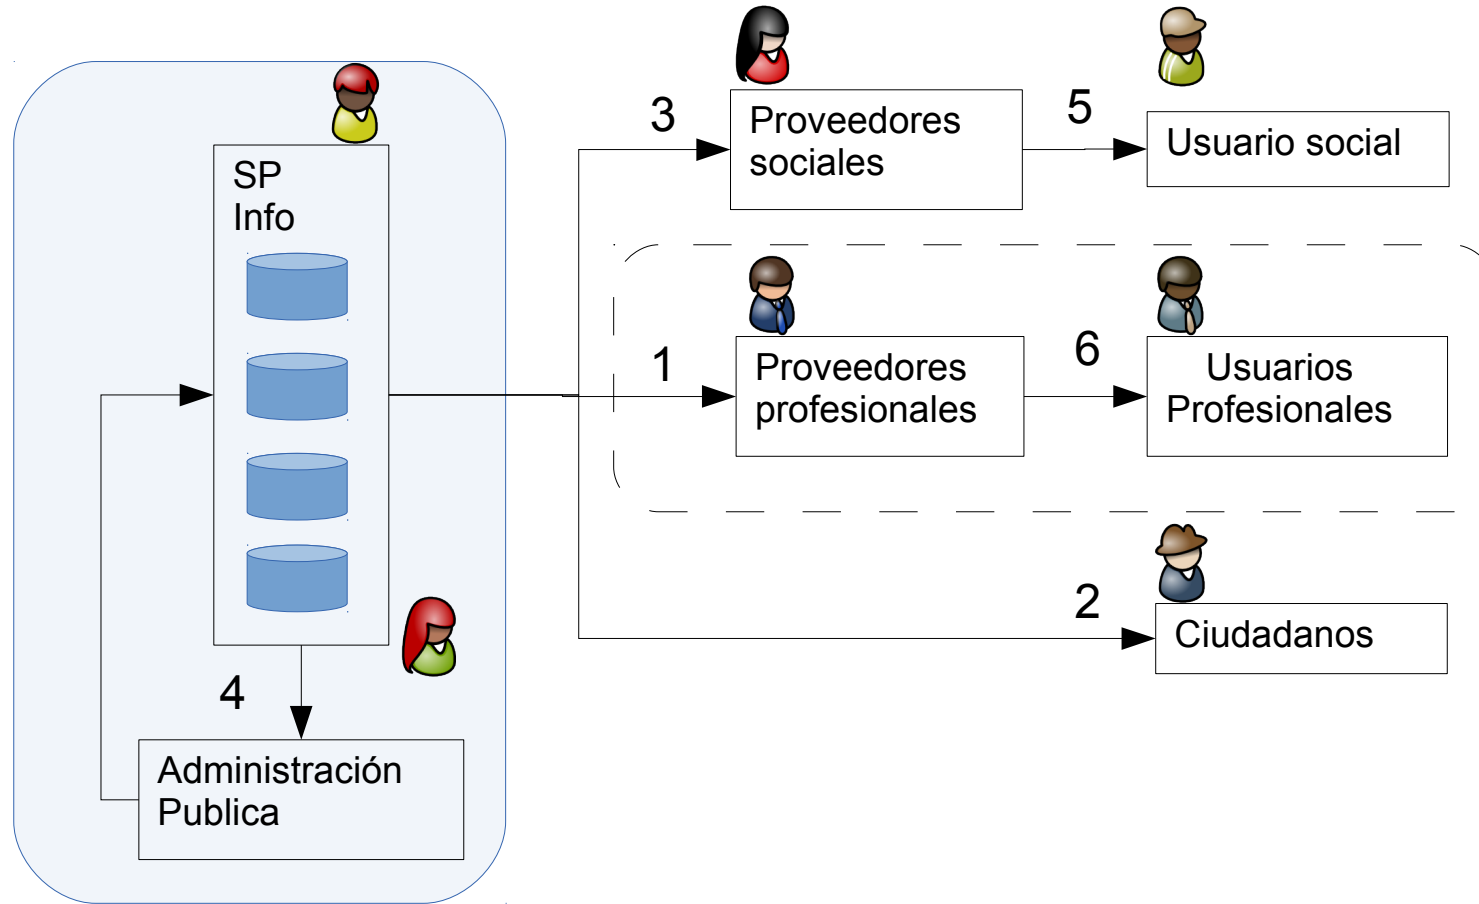 SP
Info
3
Proveedores
sociales
5
Usuario social
1
Proveedores
profesionales
6
Usuarios
Profesionales
2
Ciudadanos
4
Administración
Publica